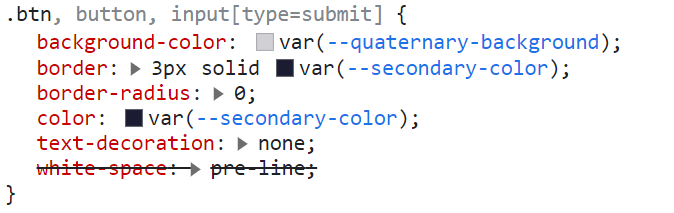 .btn, button, input[type=submit] {
background-color: var(--quaternary-background);
border: 3px solid var(--secondary-color);
border-radius: 0;
color: var(--secondary-color);
text-decoration: none;
white-space: pre-line;
}